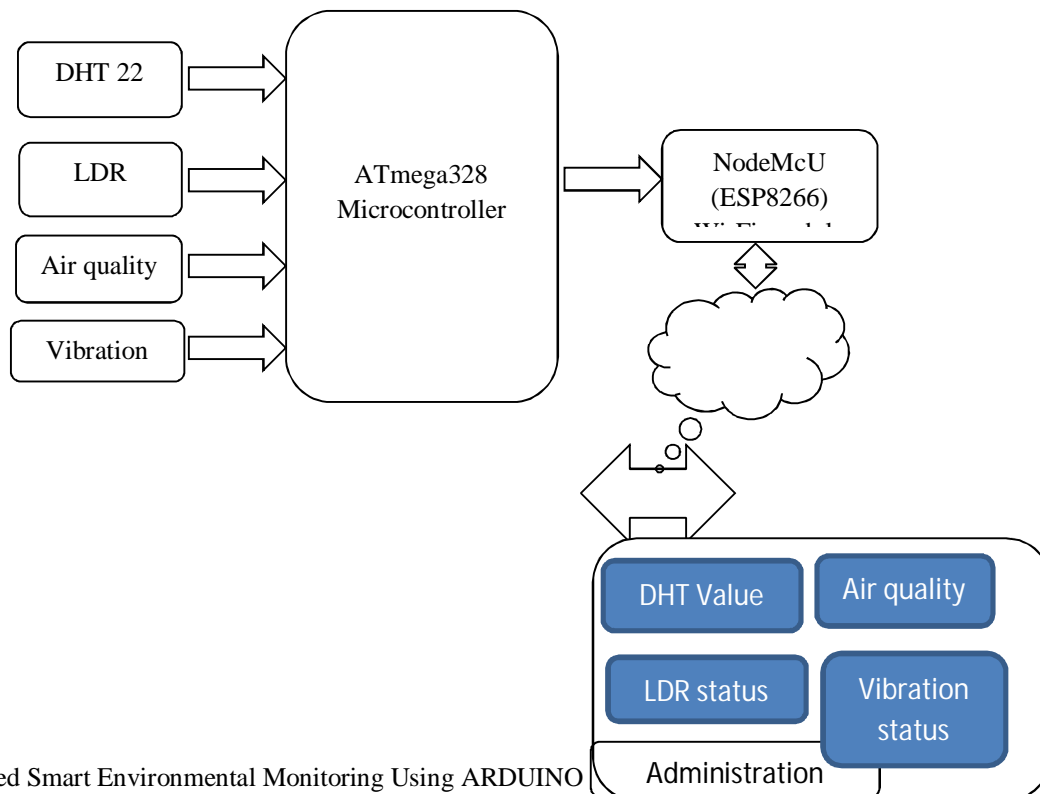 DHT 22
LDR
Air quality
Vibration
ATmega328
Microcontroller
NodeMcU
(ESP8266)
DHT Value
Air quality
LDR status
Vibration
status
Administration
ed Smart Environmental Monitoring Using ARDUINO